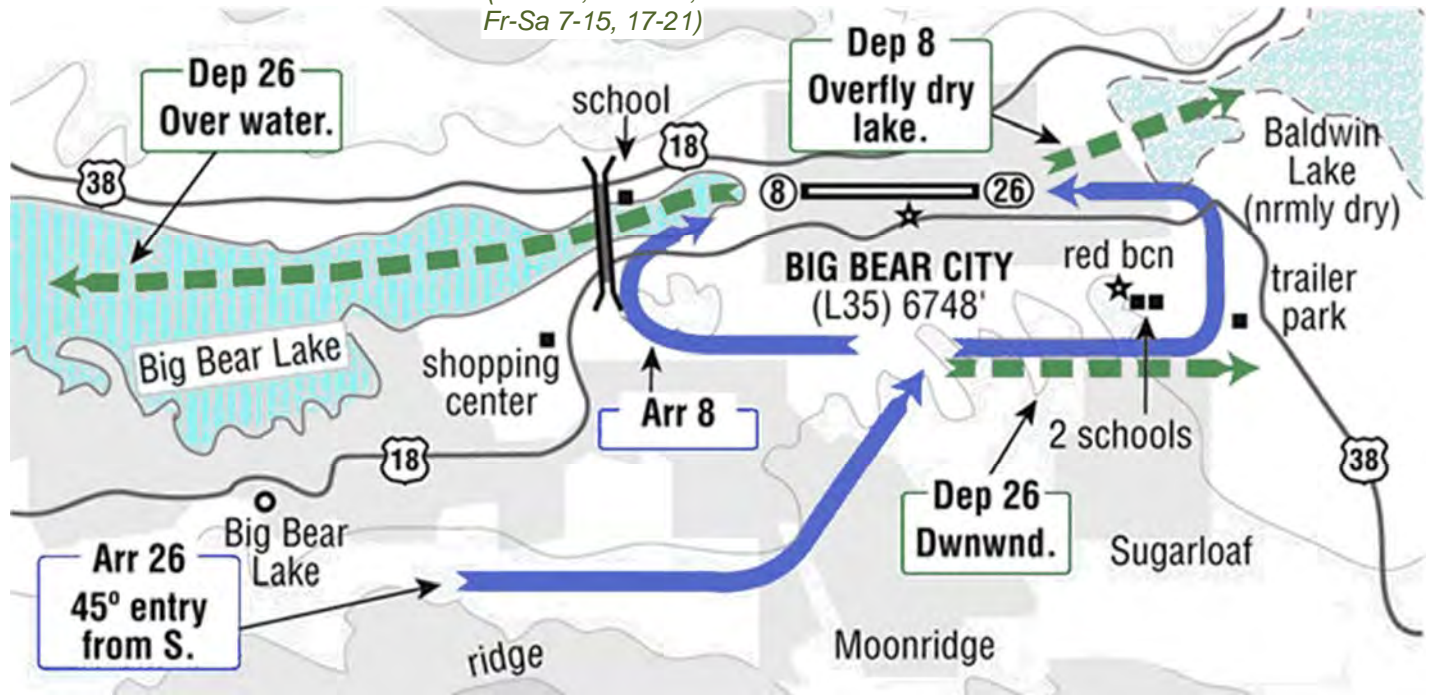 Fr-Sa 7-15, 17-21)
Dep 26
Over water.
school
18
Dep 8
Overfly dry
lake.
38
Baldwin
Lake
(nrmly dry)
8
26
BIG BEAR CITY
(L35) 6748'
red bcn
trailer
park
Big Bear Lake
shopping
center
Arr 8
2 schools
18
38
Big Bear
Lake
Dep 26
Dwnwnd.
Sugarloaf
Arr 26
45º entry
from S.
ridge
Moonridge